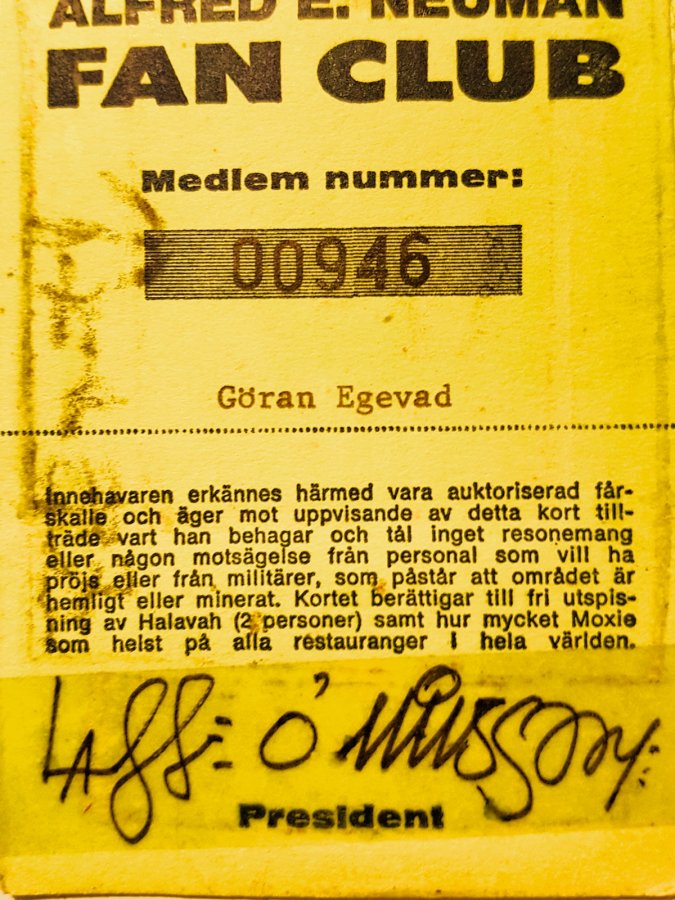 ALFRED E. NEUMAN
FAN CLUB
Medlem nummer:
00946
Göran Egevad
Innehavaren erkännes härmed vara auktoriserad får-
skalle och äger mot uppvisande av detta kort till-
träde vart han behagar och tål inget resonemang
eller någon motsägelse från personal som vill ha
pröjs eller från militärer, som påstår att området är
hemligt eller minerat. Kortet berättigar till fri utspis-
ning av Halavah (2 personer) samt hur mycket Moxie
som helst på alla restauranger i hela världen.
President